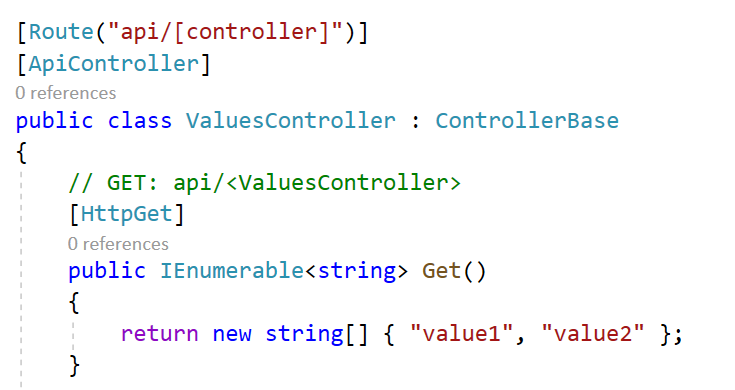 [Route("api/[controller]")]
[ApiController]
0 references
public class ValuesController : ControllerBase
{
// GET: api/<ValuesController>
[HttpGet]
0 references
public IEnumerable<string> Get()
{
return new string[] { "value1", "value2" };
}